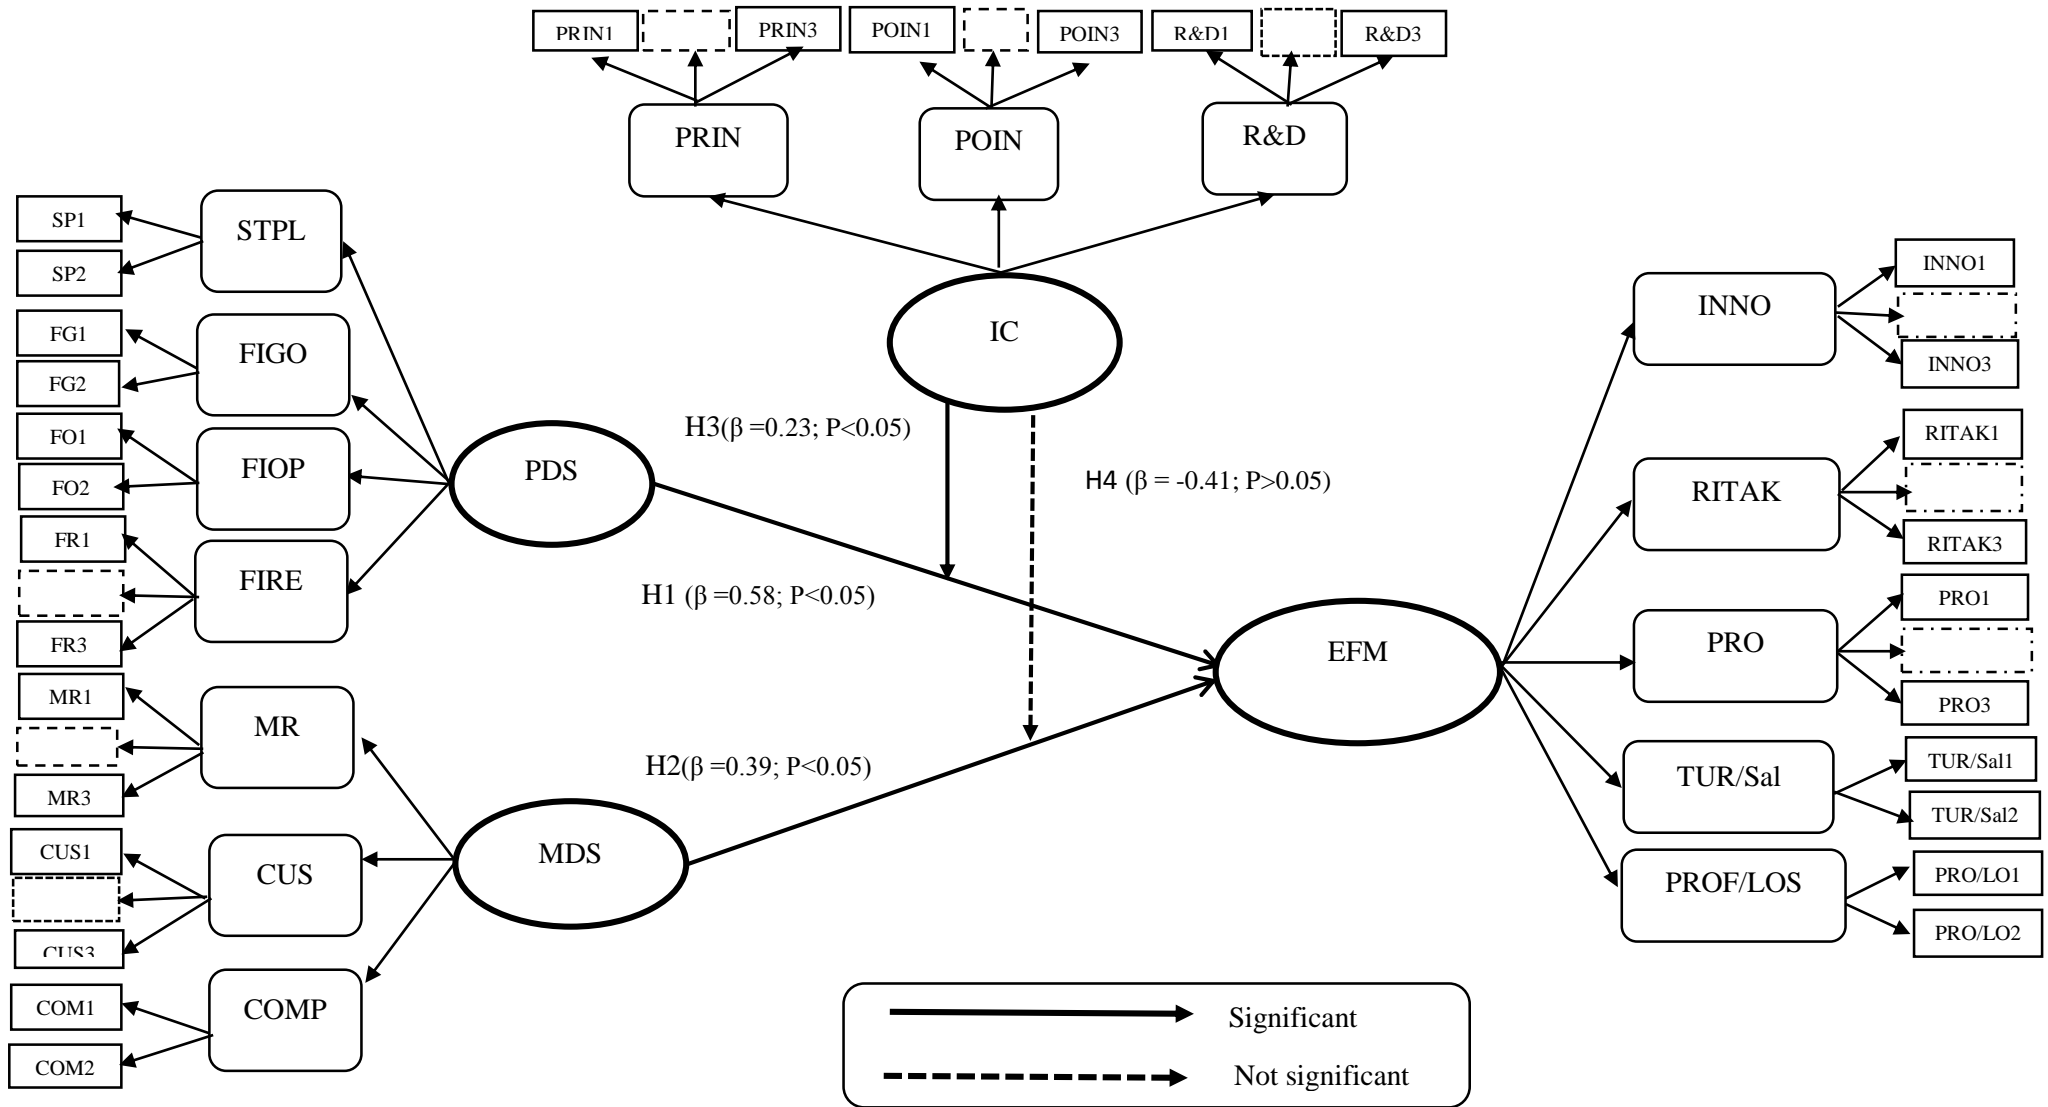 PRIN1
PRIN3
POIN1
POIN3
R&D1
R&D3
PRIN
POIN
R&D
SP1
SP2
STPL
FG1
FG2
FIGO
FO1
FO2
FIOP
FR1
FR3
FIRE
MR1
MR3
MR
CUS1
CUS3
CUS
COM1
COM2
COMP
PDS
MDS
IC
H3(β =0.23; P<0.05)
H4 (β = -0.41; P>0.05)
H1 (β =0.58; P<0.05)
H2(β =0.39; P<0.05)
EFM
INNO
INNO1
INNO3
RITAK
RITAK1
RITAK3
PRO
PRO1
PRO3
TUR/Sal
TUR/Sal1
TUR/Sal2
PROF/LOS
PRO/LO1
PRO/LO2
Significant
Not significant